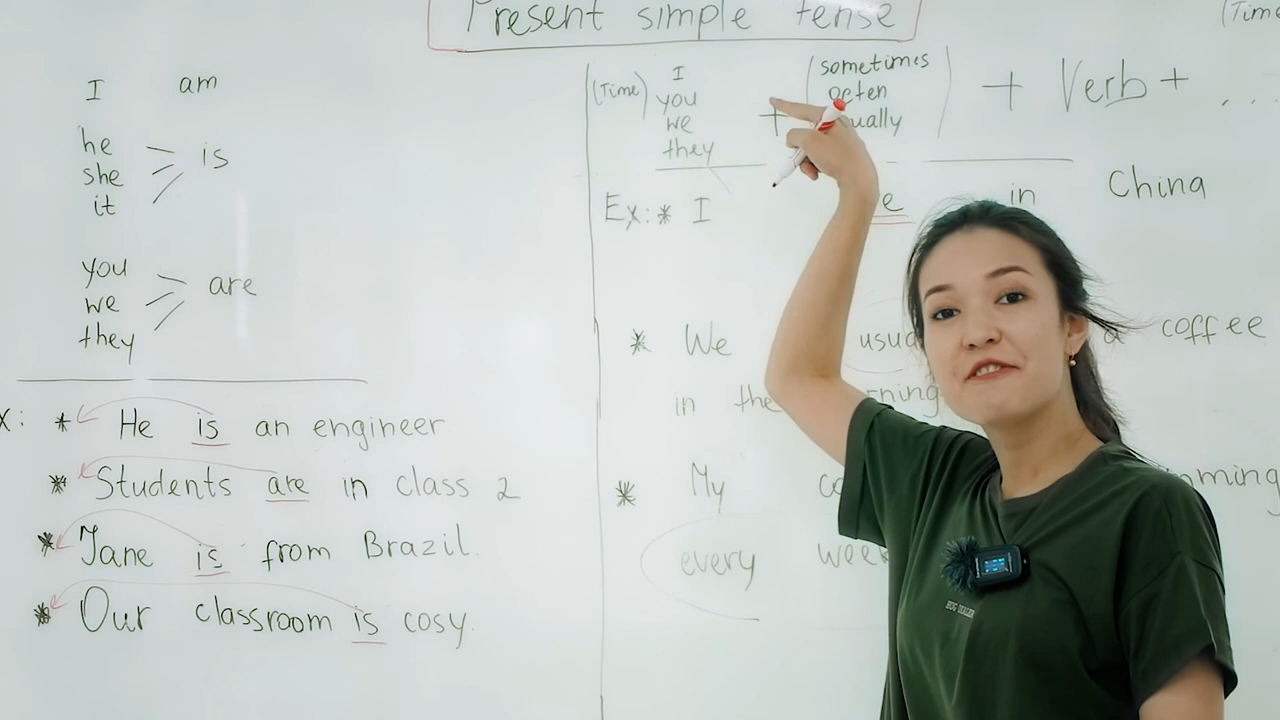 Present simple tense
(Time
I am
he
she is
it
you
we are
they
X:
* He is an engineer
* Students are in class 2
* Jane is from Brazil.
* Our classroom is cosy.
(Time) I
you
we
they
+ (sometimes
often
) + Verb + ...
Ex: * I in China
* We a coffee
in the
* My
every week